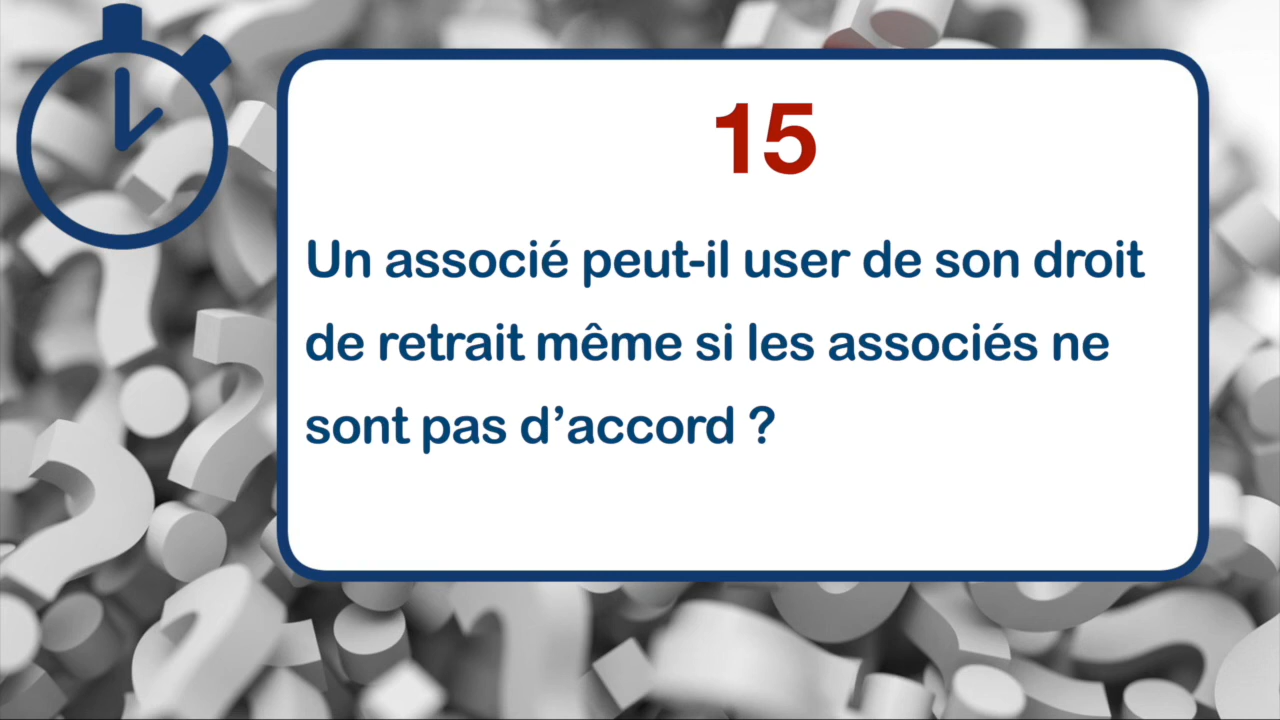 15
Un associé peut-il user de son droit
de retrait même si les associés ne
sont pas d’accord ?